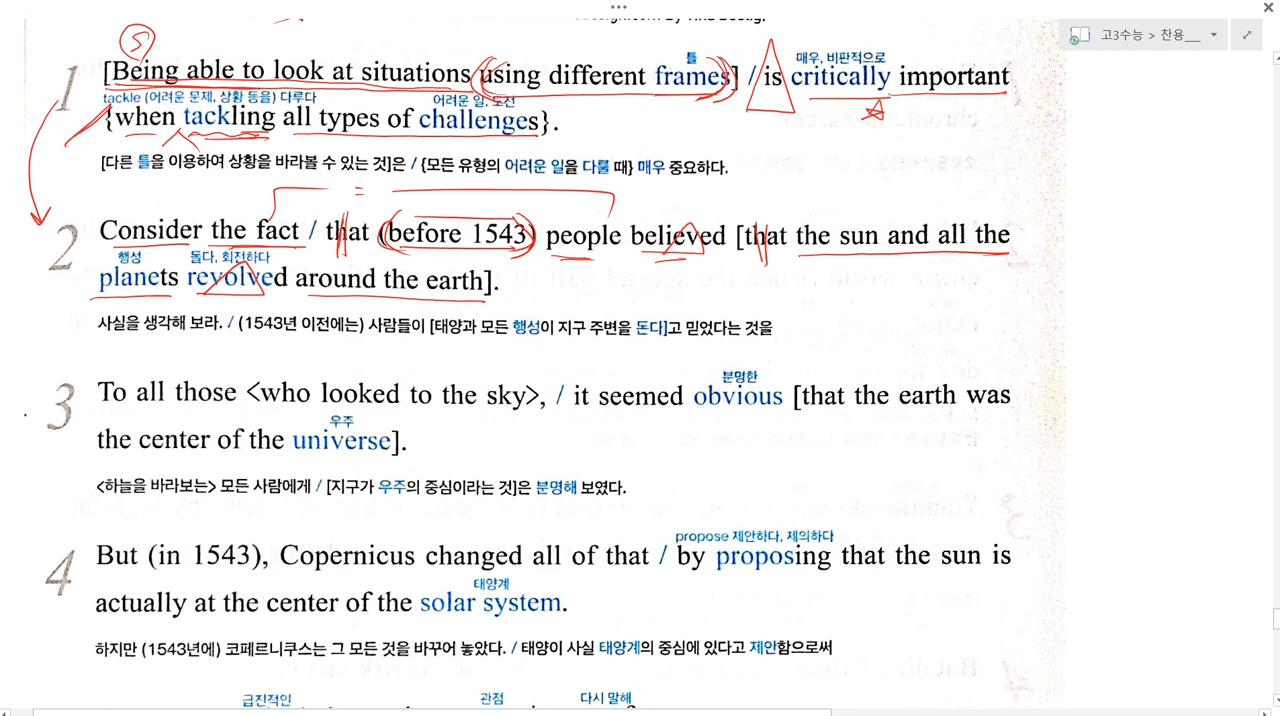 고3수능 > 찬용__
S
틀
매우, 비판적으로
1 [Being able to look at situations using different frames] / is critically important
tackle (어려운 문제, 상황 등을) 다루다
어려운 일, 도전
{when tackling all types of challenges}.
[다른 틀을 이용하여 상황을 바라볼 수 있는 것]은 / {모든 유형의 어려운 일을 다룰 때} 매우 중요하다.
=
2 Consider the fact / that (before 1543) people believed [that the sun and all the
행성
돌다, 회전하다
planets revolved around the earth].
사실을 생각해 보라. / (1543년 이전에는) 사람들이 [태양과 모든 행성이 지구 주변을 돈다]고 믿었다는 것을
분명한
3 To all those <who looked to the sky>, / it seemed obvious [that the earth was
우주
the center of the universe].
<하늘을 바라보는> 모든 사람에게 / [지구가 우주의 중심이라는 것]은 분명해 보였다.
propose 제안하다, 제의하다
4 But (in 1543), Copernicus changed all of that / by proposing that the sun is
태양계
actually at the center of the solar system.
하지만 (1543년에) 코페르니쿠스는 그 모든 것을 바꾸어 놓았다. / 태양이 사실 태양계의 중심에 있다고 제안함으로써
급진적인
관점
다시 말해